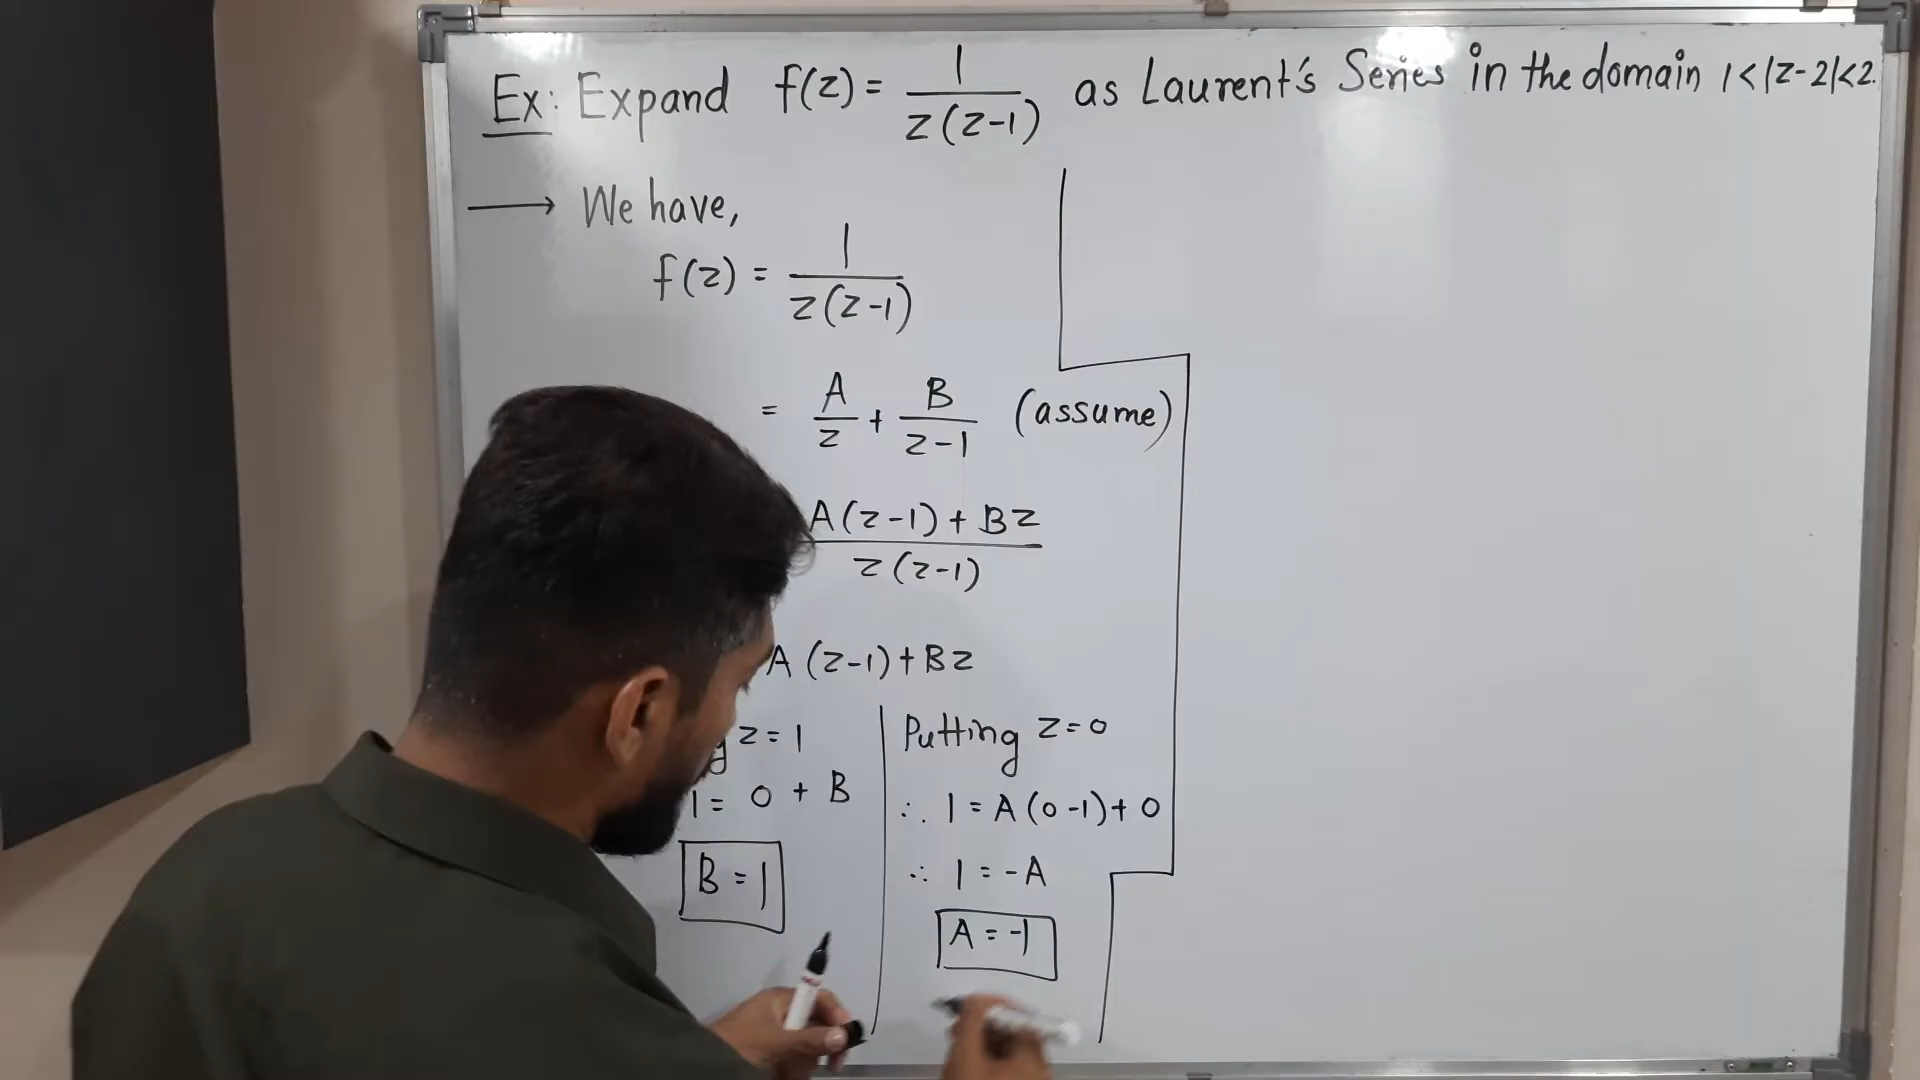 Ex: Expand f(z) = 1/z(z-1) as Laurent's Series in the domain 1<|z-2|<2.
→ We have,
f(z) = 1/z(z-1)
= A/z + B/z-1 (assume)
A(z-1) + Bz / z(z-1)
A(z-1) + Bz
z = 1
1 = 0 + B
B = 1
Putting z = 0
∴ 1 = A(0-1) + 0
∴ 1 = -A
A = -1